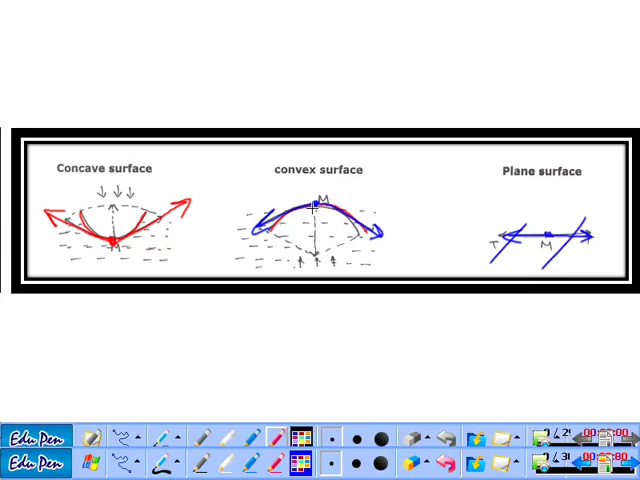 Concave surface
convex surface
Plane surface
M
M
T
M
Edu Pen
Edu Pen